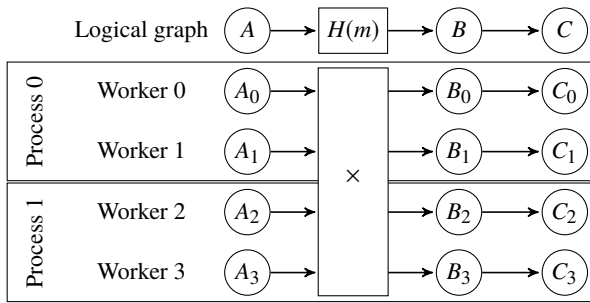 Logical graph A H(m) B C
Process 0
Worker 0 A0 B0 C0
Worker 1 A1 B1 C1
×
Process 1
Worker 2 A2 B2 C2
Worker 3 A3 B3 C3